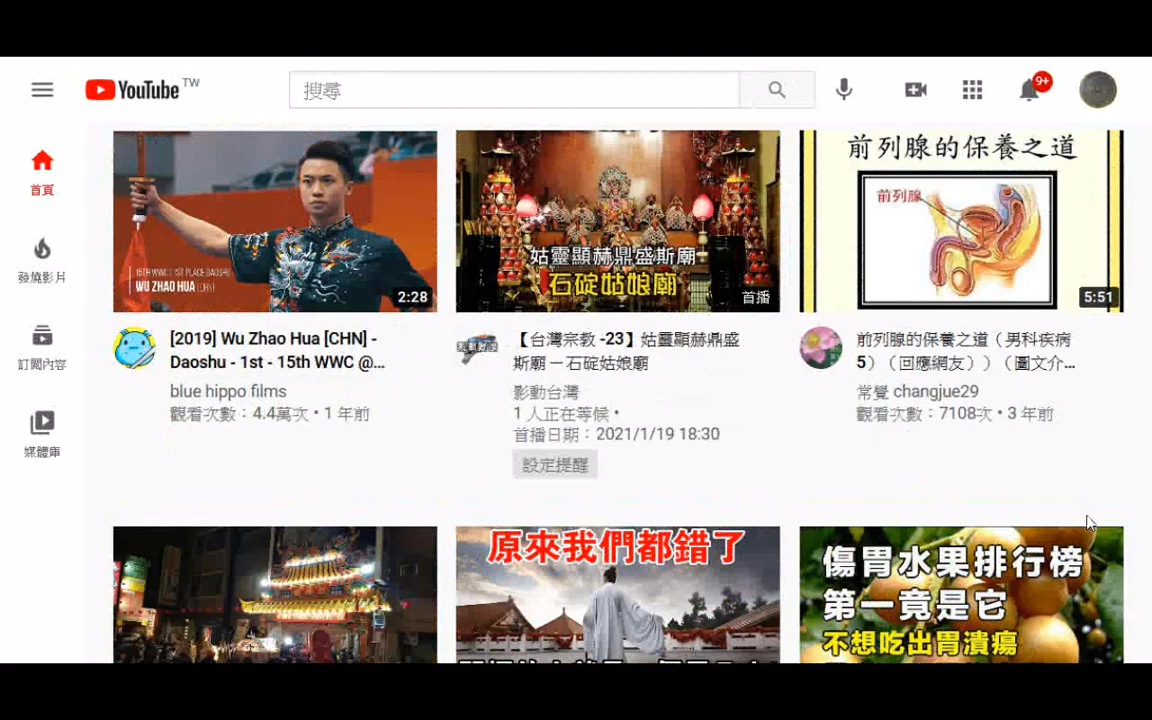 YouTube TW
搜尋
9+
首頁
發燒影片
訂閱內容
媒體庫
15TH WWC | 1ST PLACE DAOSHU
WU ZHAO HUA (CHN)
2:28
姑靈顯赫鼎盛斯廟
石碇姑娘廟
首播
前列腺的保養之道
前列腺
5:51
[2019] Wu Zhao Hua [CHN] -
Daoshu - 1st - 15th WWC @...
blue hippo films
觀看次數：4.4萬次 • 1 年前
【台灣宗教 -23】姑靈顯赫鼎盛
斯廟－石碇姑娘廟
影動台灣
1 人正在等候 •
首播日期：2021/1/19 18:30
設定提醒
前列腺的保養之道（男科疾病
5）（回應網友））（圖文介...
常覺 changjue29
觀看次數：7108次 • 3 年前
原來我們都錯了
傷胃水果排行榜
第一竟是它
不想吃出胃潰瘍